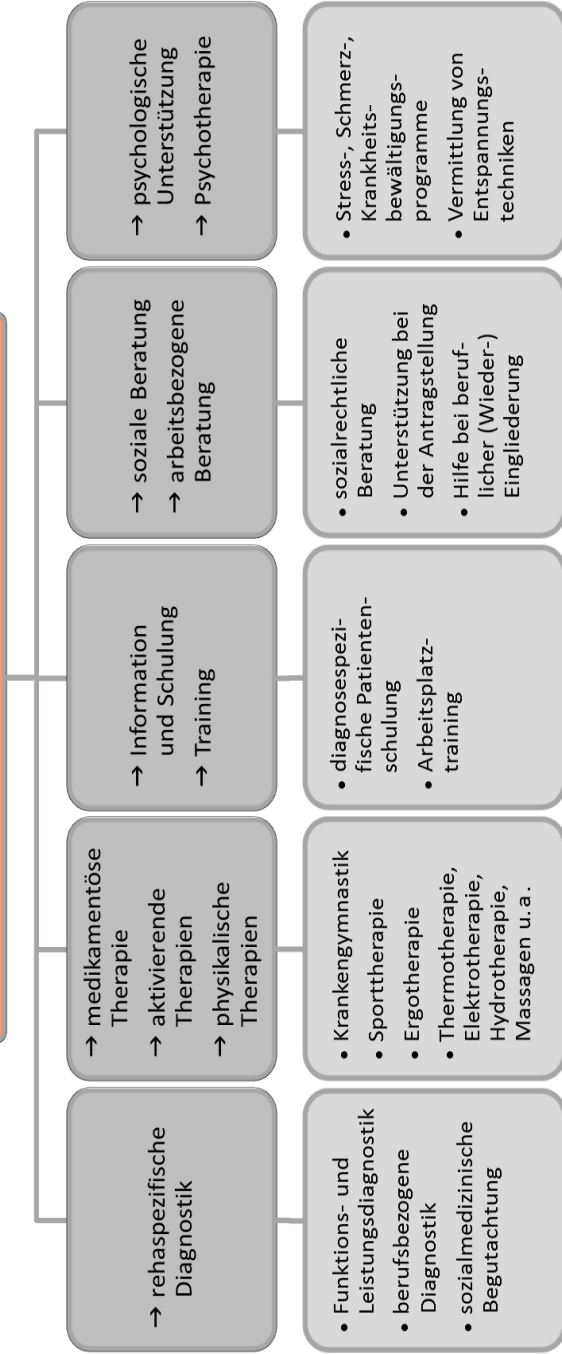 → rehaspezifische
Diagnostik
• Funktions- und
Leistungsdiagnostik
• berufsbezogene
Diagnostik
• sozialmedizinische
Begutachtung
→ medikamentöse
Therapie
→ aktivierende
Therapien
→ physikalische
Therapien
• Krankengymnastik
• Sporttherapie
• Ergotherapie
• Thermotherapie,
Elektrotherapie,
Hydrotherapie,
Massagen u. a.
→ Information
und Schulung
→ Training
• diagnosespezi-
fische Patienten-
schulung
• Arbeitsplatz-
training
→ soziale Beratung
→ arbeitsbezogene
Beratung
• sozialrechtliche
Beratung
• Unterstützung bei
der Antragstellung
• Hilfe bei beruf-
licher (Wieder-)
Eingliederung
→ psychologische
Unterstützung
→ Psychotherapie
• Stress-, Schmerz-,
Krankheits-
bewältigungs-
programme
• Vermittlung von
Entspannungs-
techniken